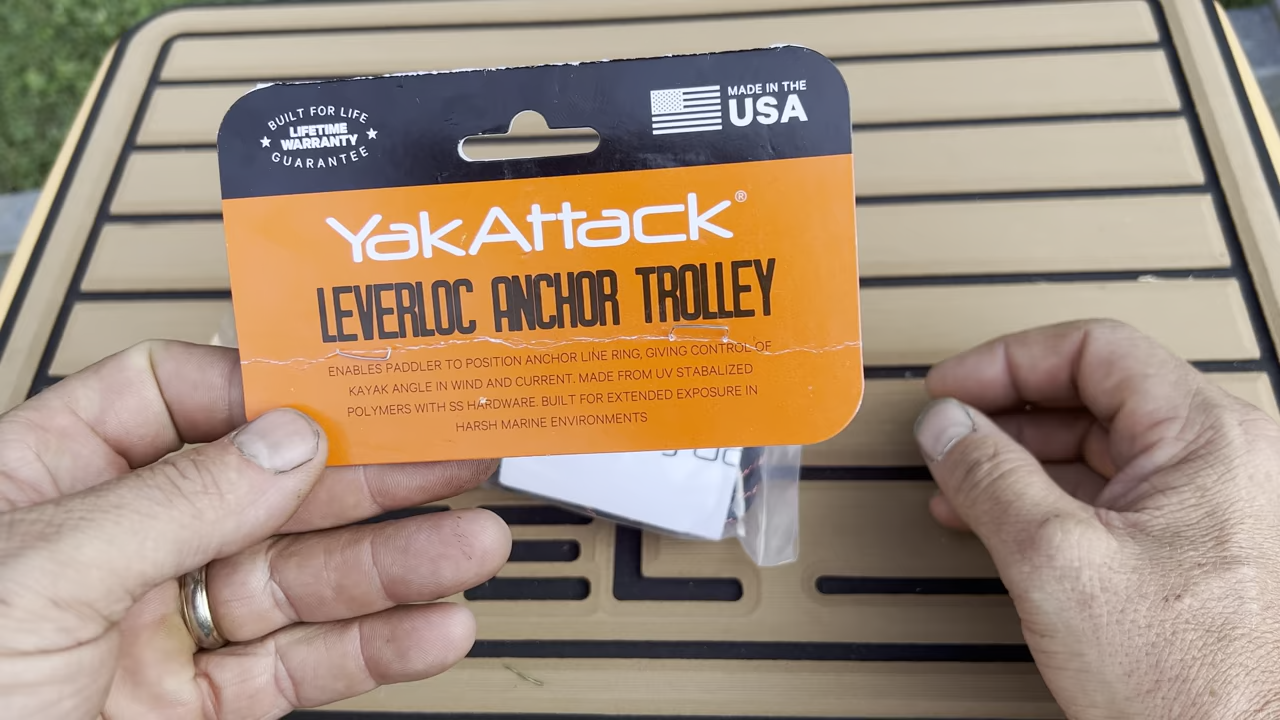 BUILT FOR LIFE
LIFETIME
WARRANTY
GUARANTEE
MADE IN THE
USA
YakAttack®
LEVERLOC ANCHOR TROLLEY
ENABLES PADDLER TO POSITION ANCHOR LINE RING, GIVING CONTROL OF
KAYAK ANGLE IN WIND AND CURRENT. MADE FROM UV STABALIZED
POLYMERS WITH SS HARDWARE. BUILT FOR EXTENDED EXPOSURE IN
HARSH MARINE ENVIRONMENTS